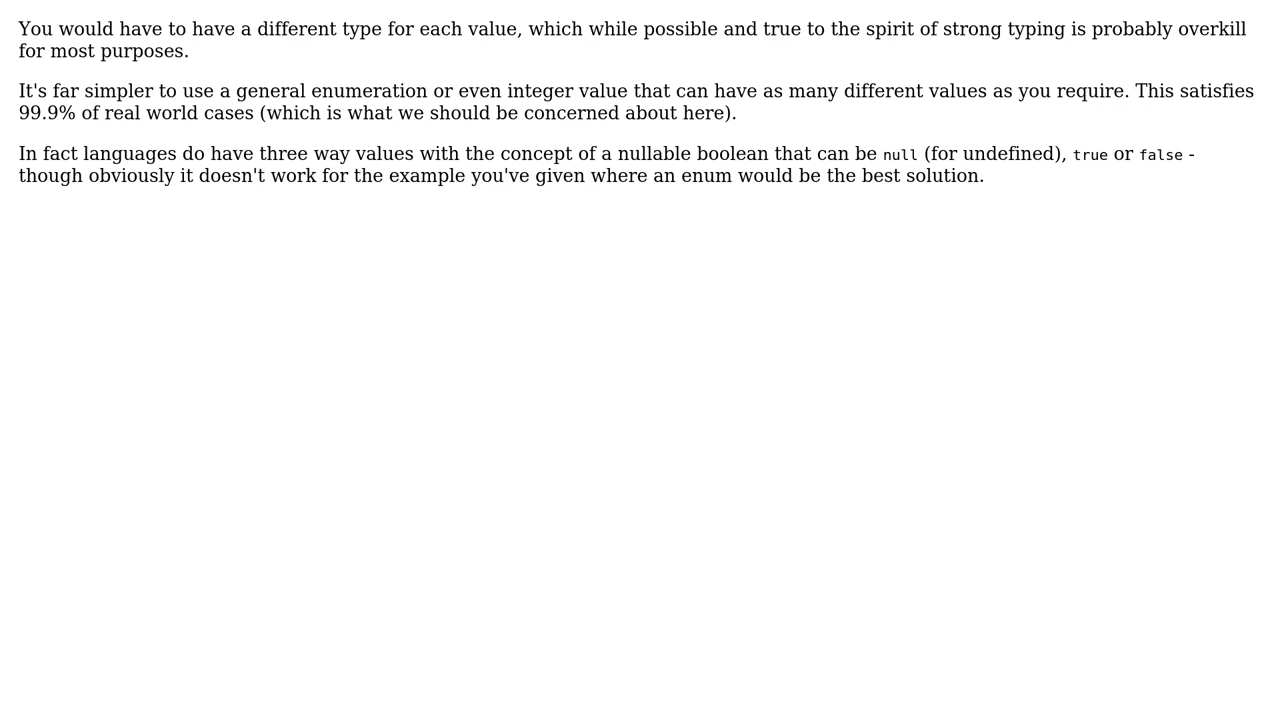 You would have to have a different type for each value, which while possible and true to the spirit of strong typing is probably overkill
for most purposes.
It's far simpler to use a general enumeration or even integer value that can have as many different values as you require. This satisfies
99.9% of real world cases (which is what we should be concerned about here).
In fact languages do have three way values with the concept of a nullable boolean that can be null (for undefined), true or false -
though obviously it doesn't work for the example you've given where an enum would be the best solution.